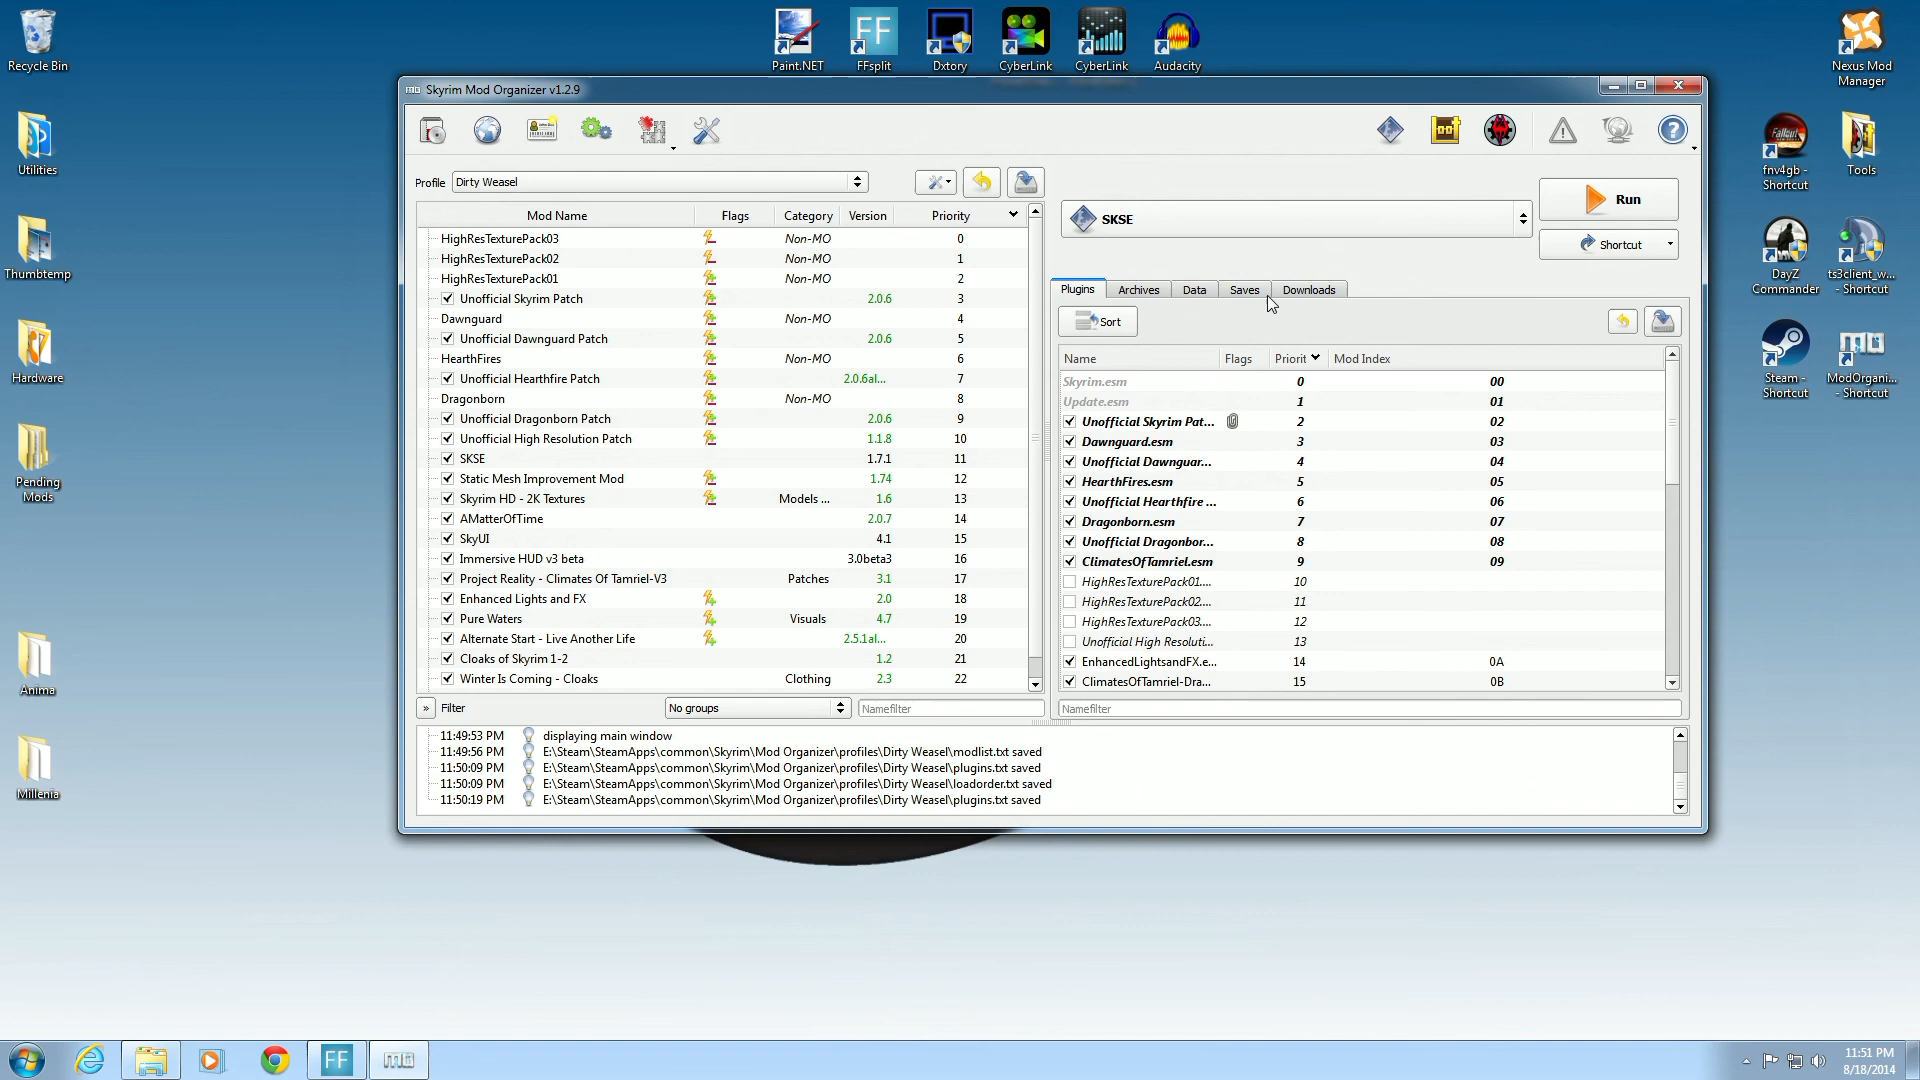 Recycle Bin
Utilities
Thumbtemp
Hardware
Pending
Mods
Anima
Millenia
Paint.NET
FF
FFsplit
Dxtory
CyberLink
CyberLink
Audacity
Nexus Mod
Manager
Fallout
fnv4gb -
Shortcut
Tools
DayZ
Commander
ts3client_w...
- Shortcut
Steam -
Shortcut
ModOrgani...
- Shortcut
Skyrim Mod Organizer v1.2.9
Profile Dirty Weasel
Mod Name Flags Category Version Priority
HighResTexturePack03 Non-MO 0
HighResTexturePack02 Non-MO 1
HighResTexturePack01 Non-MO 2
Unofficial Skyrim Patch 2.0.6 3
Dawnguard Non-MO 4
Unofficial Dawnguard Patch 2.0.6 5
HearthFires Non-MO 6
Unofficial Hearthfire Patch 2.0.6al... 7
Dragonborn Non-MO 8
Unofficial Dragonborn Patch 2.0.6 9
Unofficial High Resolution Patch 1.1.8 10
SKSE 1.7.1 11
Static Mesh Improvement Mod 1.74 12
Skyrim HD - 2K Textures Models ... 1.6 13
AMatterOfTime 2.0.7 14
SkyUI 4.1 15
Immersive HUD v3 beta 3.0beta3 16
Project Reality - Climates Of Tamriel-V3 Patches 3.1 17
Enhanced Lights and FX 2.0 18
Pure Waters Visuals 4.7 19
Alternate Start - Live Another Life 2.5.1al... 20
Cloaks of Skyrim 1-2 1.2 21
Winter Is Coming - Cloaks Clothing 2.3 22
» Filter No groups Namefilter
SKSE
Run
Shortcut
Plugins Archives Data Saves Downloads
Sort
Name Flags Priorit Mod Index
Skyrim.esm 0 00
Update.esm 1 01
Unofficial Skyrim Pat... 2 02
Dawnguard.esm 3 03
Unofficial Dawnguar... 4 04
HearthFires.esm 5 05
Unofficial Hearthfire ... 6 06
Dragonborn.esm 7 07
Unofficial Dragonbor... 8 08
ClimatesOfTamriel.esm 9 09
HighResTexturePack01.... 10
HighResTexturePack02.... 11
HighResTexturePack03.... 12
Unofficial High Resoluti... 13
EnhancedLightsandFX.e... 14 0A
ClimatesOfTamriel-Dra... 15 0B
Namefilter
11:49:53 PM displaying main window
11:49:56 PM E:\Steam\SteamApps\common\Skyrim\Mod Organizer\profiles\Dirty Weasel\modlist.txt saved
11:50:09 PM E:\Steam\SteamApps\common\Skyrim\Mod Organizer\profiles\Dirty Weasel\plugins.txt saved
11:50:09 PM E:\Steam\SteamApps\common\Skyrim\Mod Organizer\profiles\Dirty Weasel\loadorder.txt saved
11:50:19 PM E:\Steam\SteamApps\common\Skyrim\Mod Organizer\profiles\Dirty Weasel\plugins.txt saved
FF
11:51 PM
8/18/2014